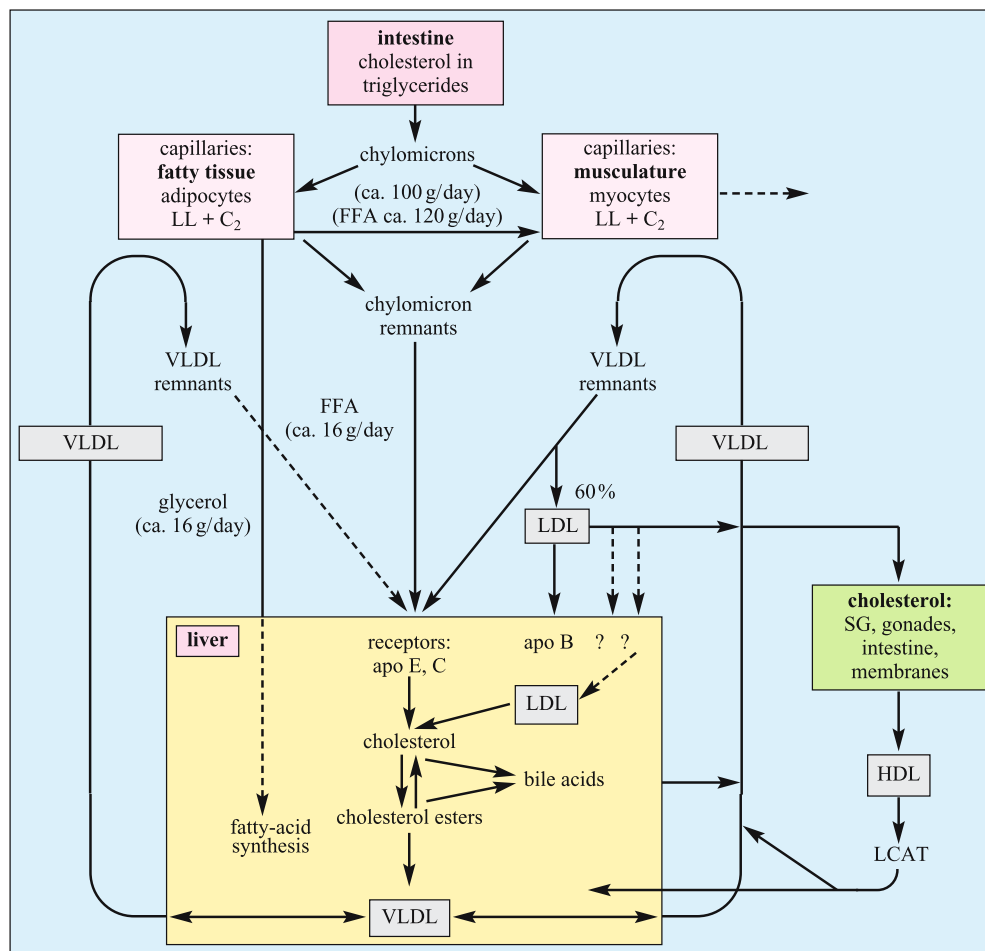 intestine
cholesterol in
triglycerides
chylomicrons
capillaries:
fatty tissue
adipocytes
LL + C₂
(ca. 100 g/day)
(FFA ca. 120 g/day)
capillaries:
musculature
myocytes
LL + C₂
chylomicron
remnants
VLDL
remnants
VLDL
remnants
FFA
(ca. 16 g/day
VLDL
VLDL
glycerol
(ca. 16 g/day)
60 %
LDL
cholesterol:
SG, gonades,
intestine,
membranes
liver
receptors:
apo E, C
apo B ? ?
LDL
cholesterol
bile acids
HDL
cholesterol esters
fatty-acid
synthesis
LCAT
VLDL